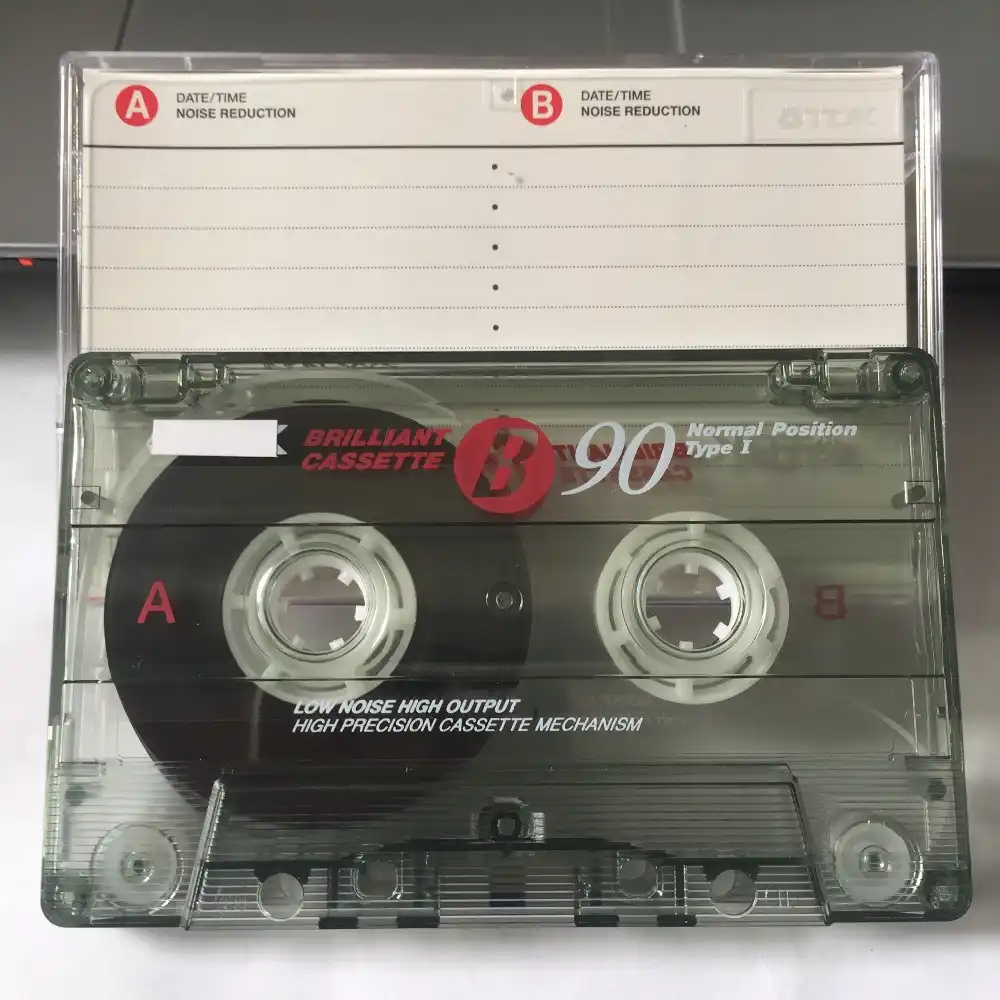 A DATE/TIME
NOISE REDUCTION
B DATE/TIME
NOISE REDUCTION
BRILLIANT
CASSETTE
B 90
Normal Position
Type I
A
B
LOW NOISE HIGH OUTPUT
HIGH PRECISION CASSETTE MECHANISM